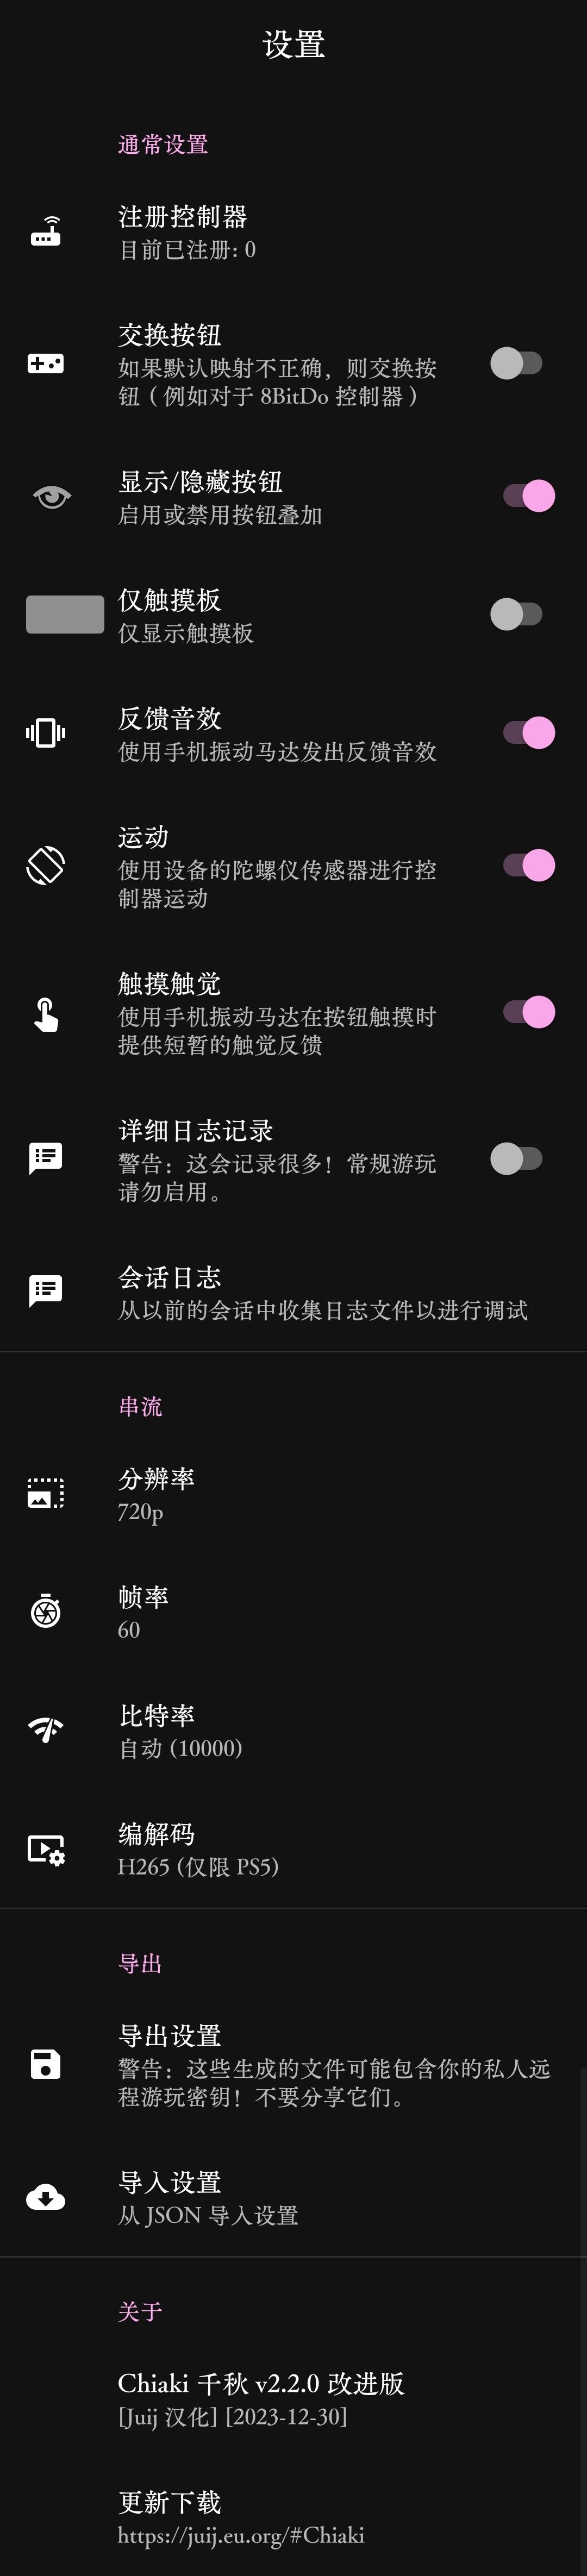 设置
通常设置
注册控制器
目前已注册: 0
交换按钮
如果默认映射不正确，则交换按
钮（例如对于 8BitDo 控制器）
显示/隐藏按钮
启用或禁用按钮叠加
仅触摸板
仅显示触摸板
反馈音效
使用手机振动马达发出反馈音效
运动
使用设备的陀螺仪传感器进行控
制器运动
触摸触觉
使用手机振动马达在按钮触摸时
提供短暂的触觉反馈
详细日志记录
警告：这会记录很多！常规游玩
请勿启用。
会话日志
从以前的会话中收集日志文件以进行调试
串流
分辨率
720p
帧率
60
比特率
自动 (10000)
编解码
H265 (仅限 PS5)
导出
导出设置
警告：这些生成的文件可能包含你的私人远
程游玩密钥！不要分享它们。
导入设置
从 JSON 导入设置
关于
Chiaki 千秋 v2.2.0 改进版
[Juij 汉化] [2023-12-30]
更新下载
https://juij.eu.org/#Chiaki